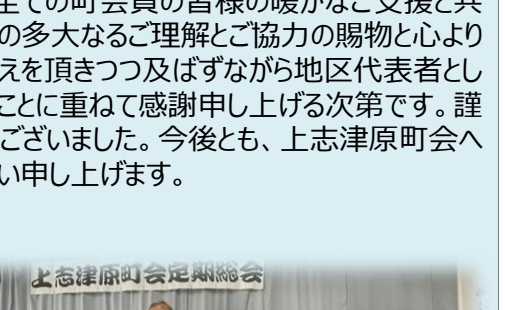 全ての町会員の皆様の暖かなご支援と共
の多大なるご理解とご協力の賜物と心より
えを頂きつつ及ばずながら地区代表者とし
ことに重ねて感謝申し上げる次第です。謹
ございました。今後とも、上志津原町会へ
い申し上げます。
上志津原町会定期総会